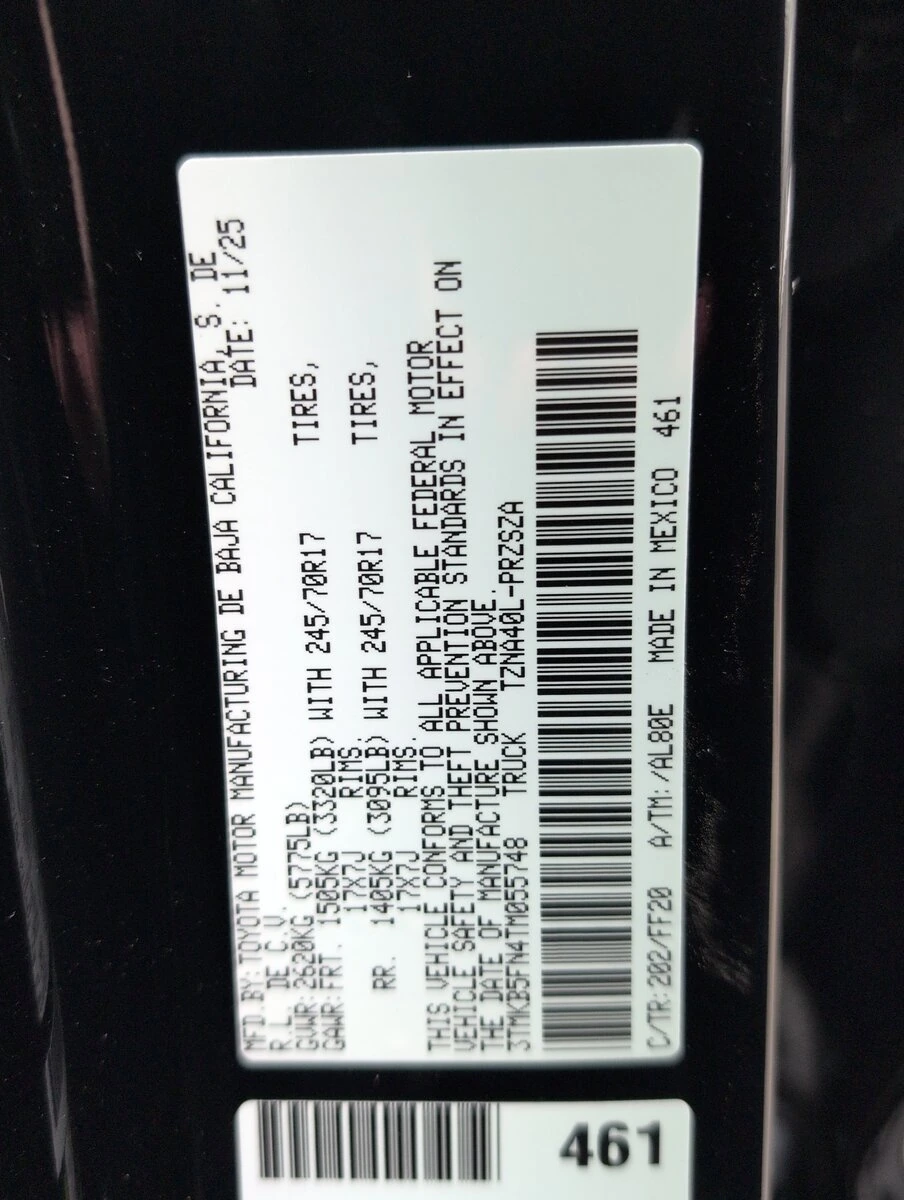 MFD.BY:TOYOTA MOTOR MANUFACTURING DE BAJA CALIFORNIA, S. DE
R.L. DE C.V. DATE: 11/25
GVWR:2620KG (5775LB)
GAWR:FRT. 1505KG (3320LB) WITH 245/70R17 TIRES,
17X7J RIMS.
RR. 1405KG (3095LB) WITH 245/70R17 TIRES,
17X7J RIMS.
THIS VEHICLE CONFORMS TO ALL APPLICABLE FEDERAL MOTOR
VEHICLE SAFETY AND THEFT PREVENTION STANDARDS IN EFFECT ON
THE DATE OF MANUFACTURE SHOWN ABOVE.
3TMKB5FN4TM055748 TRUCK TZNA40L-PRZSZA
C/TR:202/FF20 A/TM:/AL80E MADE IN MEXICO 461
461